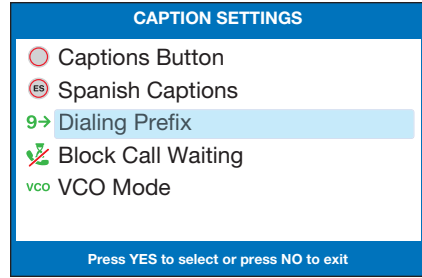 CAPTION SETTINGS
Captions Button
ES Spanish Captions
9→ Dialing Prefix
Block Call Waiting
VCO VCO Mode
Press YES to select or press NO to exit